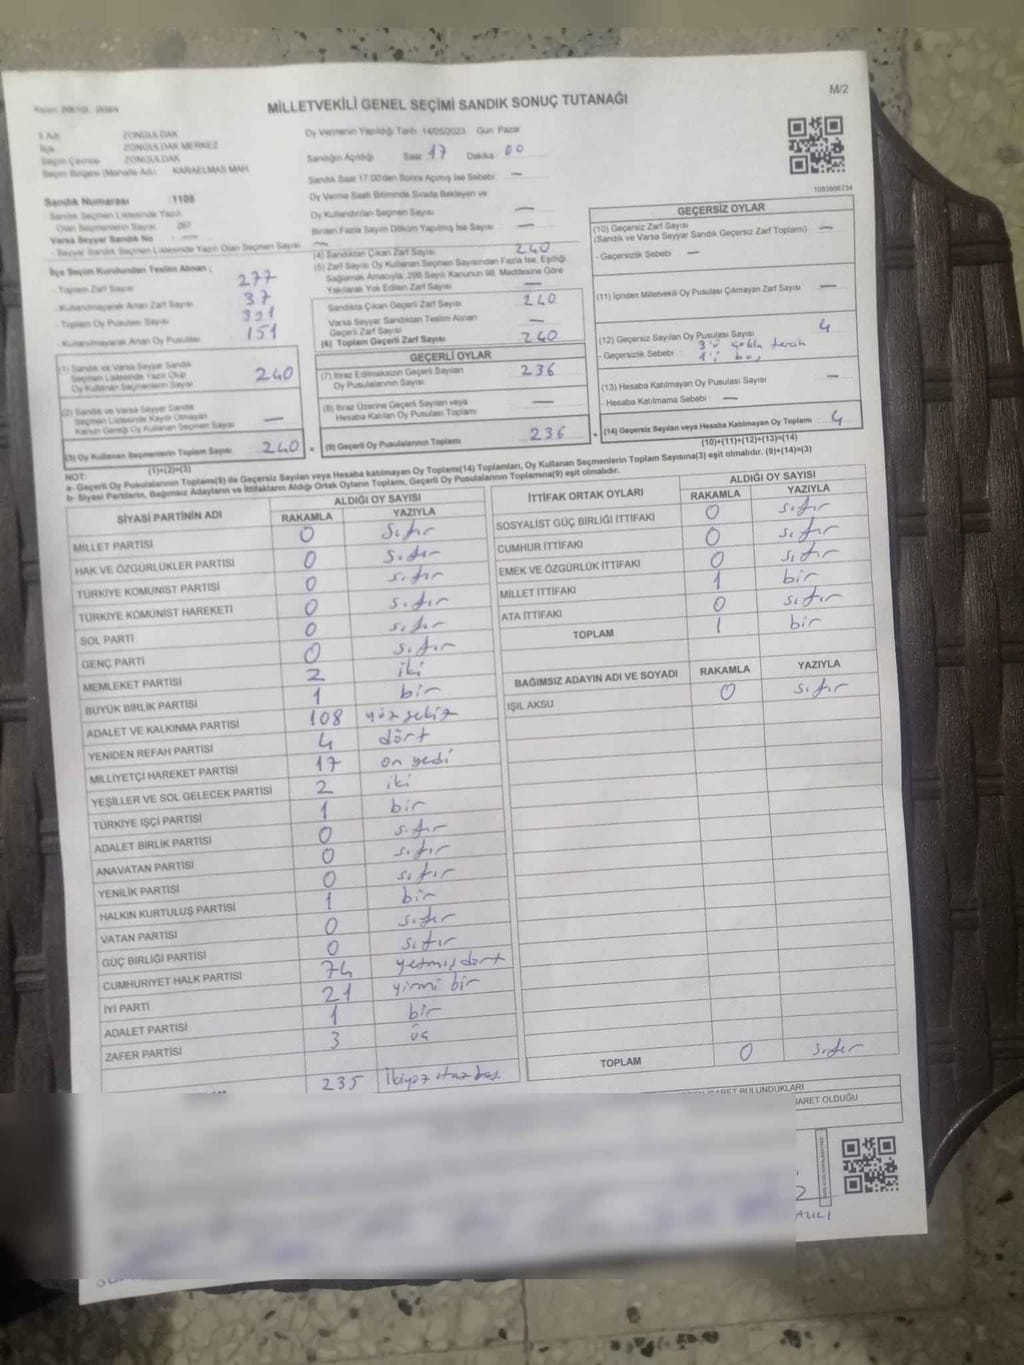 M/2
MİLLETVEKİLİ GENEL SEÇİMİ SANDIK SONUÇ TUTANAĞI
İl Adı ZONGULDAK
İlçe ZONGULDAK MERKEZ
Seçim Çevresi ZONGULDAK
Seçim Bölgesi (Mahalle Adı) KARAELMAS MAH.
Sandık Numarası :1108
Sandık Seçmen Listesinde Yazılı
Olan Seçmenlerin Sayısı 267
Varsa Seyyar Sandık No —
- Seyyar Sandık Seçmen Listesinde Yazılı Olan Seçmen Sayısı —
İlçe Seçim Kurulundan Teslim Alınan ;
- Toplam Zarf Sayısı 277
- Kullanılmayarak Artan Zarf Sayısı 37
- Toplam Oy Pusulası Sayısı
- Kullanılmayarak Artan Oy Pusulası 151
(1) Sandık ve Varsa Seyyar Sandık
Seçmen Listesinde Yazılı Olup
Oy Kullanan Seçmenlerin Sayısı 240
(2) Sandık ve Varsa Seyyar Sandık
Seçmen Listesinde Kaydı Olmayan
Kanun Gereği Oy Kullanan Seçmenlerin Sayısı —
(3) Oy Kullanan Seçmenlerin Toplam Sayısı 240
(1)+(2)=(3)
Oy Vermenin Yapıldığı Tarih 14/05/2023 Gün Pazar
Sandığın Açıldığı Saat 17 Dakika 00
Sandık Saat 17.00'den Sonra Açılmış İse Sebebi —
Oy Verme Saati Bitiminde Sırada Bekleyen ve
Oy Kullandırılan Seçmen Sayısı —
Birden Fazla Sayım Döküm Yapılmış İse Sayısı —
(4) Sandıktan Çıkan Zarf Sayısı 240
(5) Zarf Sayısı Oy Kullanan Seçmen Sayısından Fazla İse, Eşitliği
Sağlamak Amacıyla, 298 Sayılı Kanunun 98. Maddesine Göre
Yakılarak Yok Edilen Zarf Sayısı —
Sandıkta Çıkan Geçerli Zarf Sayısı 240
Varsa Seyyar Sandıktan Teslim Alınan
Geçerli Zarf Sayısı —
(6) Toplam Geçerli Zarf Sayısı 240
GEÇERLİ OYLAR
(7) İtiraz Edilmeksizin Geçerli Sayılan
Oy Pusulalarının Sayısı 236
(8) İtiraz Üzerine Geçerli Sayılan veya
Hesaba Katılan Oy Pusulası Toplamı —
+ (9) Geçerli Oy Pusulalarının Toplamı 236
1083666234
GEÇERSİZ OYLAR
(10) Geçersiz Zarf Sayısı
(Sandık ve Varsa Seyyar Sandık Geçersiz Zarf Toplamı) —
- Geçersizlik Sebebi —
(11) İçinden Milletvekili Oy Pusulası Çıkmayan Zarf Sayısı —
(12) Geçersiz Sayılan Oy Pusulası Sayısı 4
- Geçersizlik Sebebi 3'ü çoklu tercih
1'i boş
(13) Hesaba Katılmayan Oy Pusulası Sayısı —
- Hesaba Katılmama Sebebi : —
+ (14) Geçersiz Sayılan veya Hesaba Katılmayan Oy Toplamı : 4
(10)+(11)+(12)+(13)=(14)
NOT:
a- Geçerli Oy Pusulalarının Toplamı(9) ile Geçersiz Sayılan veya Hesaba katılmayan Oy Toplamı(14) Toplamları, Oy Kullanan Seçmenlerin Toplam Sayısına(3) eşit olmalıdır. (9)+(14)=(3)
b- Siyasi Partilerin, Bağımsız Adayların ve İttifakların Aldığı Ortak Oyların Toplamı, Geçerli Oy Pusulalarının Toplamına(9) eşit olmalıdır.
SİYASİ PARTİNİN ADI ALDIĞI OY SAYISI
RAKAMLA YAZIYLA
MİLLET PARTİSİ 0 sıfır
HAK VE ÖZGÜRLÜKLER PARTİSİ 0 sıfır
TÜRKİYE KOMÜNİST PARTİSİ 0 sıfır
TÜRKİYE KOMÜNİST HAREKETİ 0 sıfır
SOL PARTİ 0 sıfır
GENÇ PARTİ 0 sıfır
MEMLEKET PARTİSİ 2 iki
BÜYÜK BİRLİK PARTİSİ 1 bir
ADALET VE KALKINMA PARTİSİ 108 yüz sekiz
YENİDEN REFAH PARTİSİ 4 dört
MİLLİYETÇİ HAREKET PARTİSİ 17 on yedi
YEŞİLLER VE SOL GELECEK PARTİSİ 2 iki
TÜRKİYE İŞÇİ PARTİSİ 1 bir
ADALET BİRLİK PARTİSİ 0 sıfır
ANAVATAN PARTİSİ 0 sıfır
YENİLİK PARTİSİ 0 sıfır
HALKIN KURTULUŞ PARTİSİ 1 bir
VATAN PARTİSİ 0 sıfır
GÜÇ BİRLİĞİ PARTİSİ 0 sıfır
CUMHURİYET HALK PARTİSİ 74 yetmiş dört
İYİ PARTİ 21 yirmi bir
ADALET PARTİSİ 1 bir
ZAFER PARTİSİ 3 üç
235 İkiyüz otuz beş.
İTTİFAK ORTAK OYLARI ALDIĞI OY SAYISI
RAKAMLA YAZIYLA
SOSYALİST GÜÇ BİRLİĞİ İTTİFAKI 0 sıfır
CUMHUR İTTİFAKI 0 sıfır
EMEK VE ÖZGÜRLÜK İTTİFAKI 0 sıfır
MİLLET İTTİFAKI 1 bir
ATA İTTİFAKI 0 sıfır
TOPLAM 1 bir
BAĞIMSIZ ADAYIN ADI VE SOYADI RAKAMLA YAZIYLA
IŞIL AKSU 0 sıfır
TOPLAM 0 sıfır
İŞARET BULUNDUKLARI
İŞARET OLDUĞU